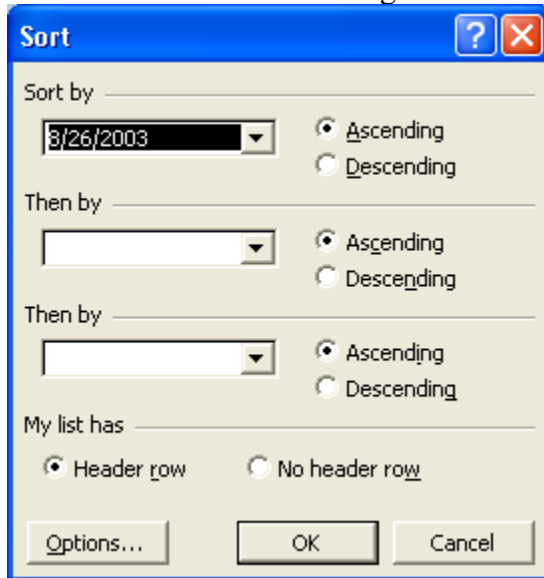 Sort
Sort by
8/26/2003
Ascending
Descending
Then by
Ascending
Descending
Then by
Ascending
Descending
My list has
Header row
No header row
Options...
OK
Cancel